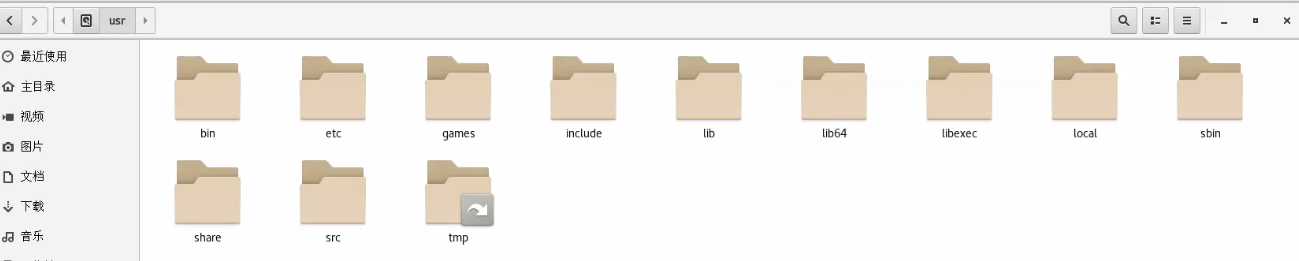 usr
最近使用
主目录
视频
图片
文档
下载
音乐
bin
etc
games
include
lib
lib64
libexec
local
sbin
share
src
tmp